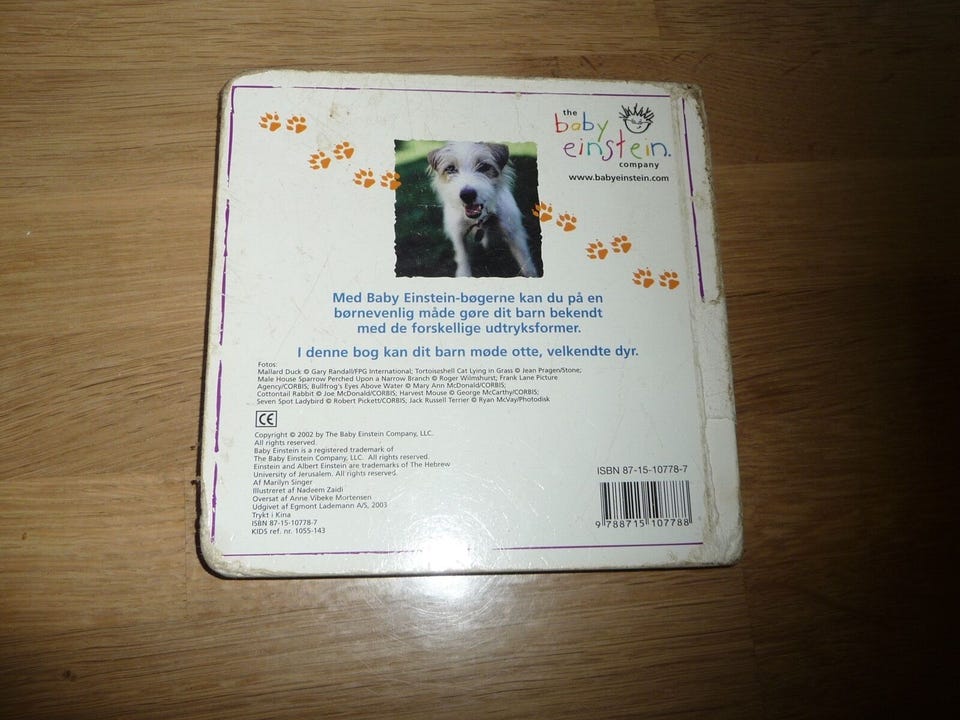 the
baby
einstein.
company
www.babyeinstein.com
Med Baby Einstein-bøgerne kan du på en
børnevenlig måde gøre dit barn bekendt
med de forskellige udtryksformer.
I denne bog kan dit barn møde otte, velkendte dyr.
Fotos:
Mallard Duck © Gary Randall/FPG International; Tortoiseshell Cat Lying in Grass © Jean Pragen/Stone;
Male House Sparrow Perched Upon a Narrow Branch © Roger Wilmshurst; Frank Lane Picture
Agency/CORBIS; Bullfrog's Eyes Above Water © Mary Ann McDonald/CORBIS;
Cottontail Rabbit © Joe McDonald/CORBIS; Harvest Mouse © George McCarthy/CORBIS;
Seven Spot Ladybird © Robert Pickett/CORBIS; Jack Russell Terrier © Ryan McVay/Photodisk
CE
Copyright © 2002 by The Baby Einstein Company, LLC.
All rights reserved.
Baby Einstein is a registered trademark of
The Baby Einstein Company, LLC. All rights reserved.
Einstein and Albert Einstein are trademarks of The Hebrew
University of Jerusalem. All rights reserved.
Af Marilyn Singer
Illustreret af Nadeem Zaidi
Oversat af Anne Vibeke Mortensen
Udgivet af Egmont Lademann A/S, 2003
Trykt i Kina
ISBN 87-15-10778-7
KIDS ref. nr. 1055-143
ISBN 87-15-10778-7
9 788715 107788